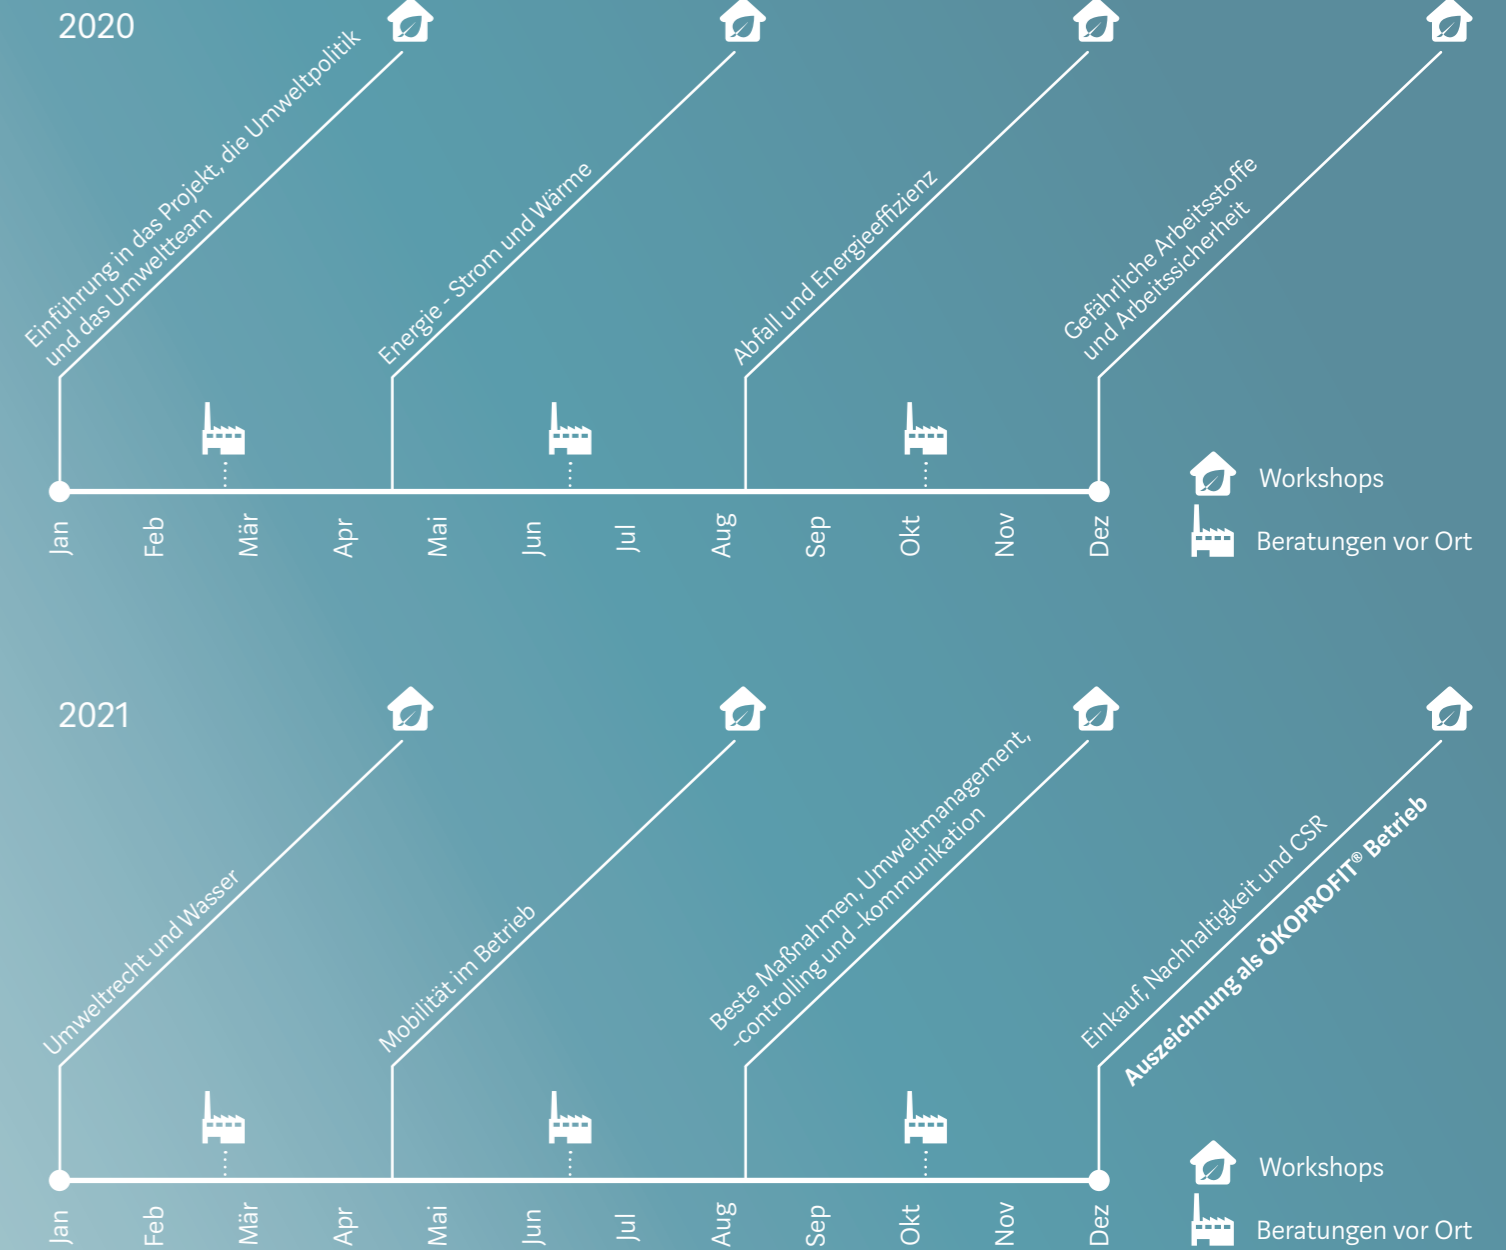 2020
Einführung in das Projekt, die Umweltpolitik
und das Umweltteam
Energie - Strom und Wärme
Abfall und Energieeffizienz
Gefährliche Arbeitsstoffe
und Arbeitssicherheit
Workshops
Beratungen vor Ort
Jan
Feb
Mär
Apr
Mai
Jun
Jul
Aug
Sep
Okt
Nov
Dez
2021
Umweltrecht und Wasser
Mobilität im Betrieb
Beste Maßnahmen, Umweltmanagement,
-controlling und -kommunikation
Einkauf, Nachhaltigkeit und CSR
Auszeichnung als ÖKOPROFIT® Betrieb
Workshops
Beratungen vor Ort
Jan
Feb
Mär
Apr
Mai
Jun
Jul
Aug
Sep
Okt
Nov
Dez